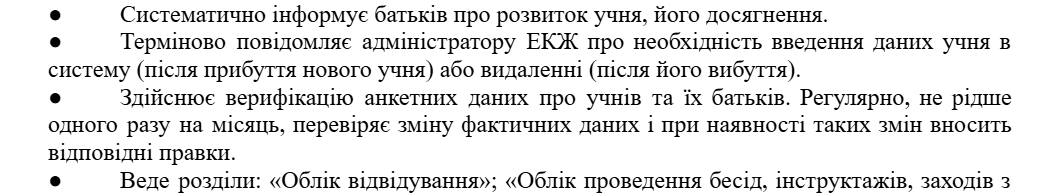 ● Систематично інформує батьків про розвиток учня, його досягнення.
● Терміново повідомляє адміністратору ЕКЖ про необхідність введення даних учня в
систему (після прибуття нового учня) або видаленні (після його вибуття).
● Здійснює верифікацію анкетних даних про учнів та їх батьків. Регулярно, не рідше
одного разу на місяць, перевіряє зміну фактичних даних і при наявності таких змін вносить
відповідні правки.
● Веде розділи: «Облік відвідування»; «Облік проведення бесід, інструктажів, заходів з